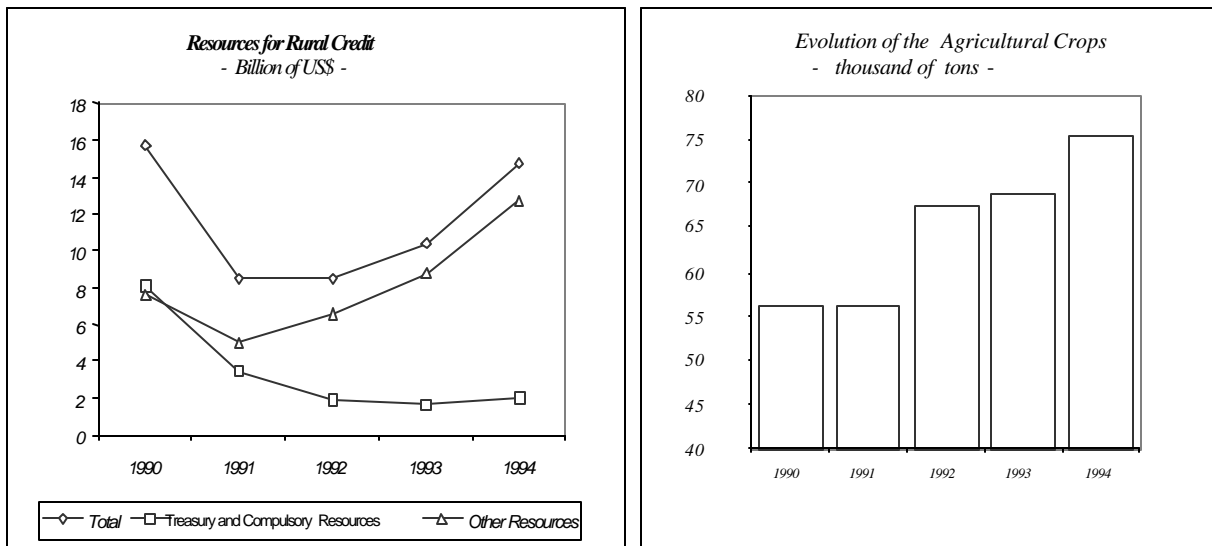 Resources for Rural Credit
- Billion of US$ -
18
16
14
12
10
8
6
4
2
0
1990 1991 1992 1993 1994
Total Treasury and Compulsory Resources Other Resources
Evolution of the Agricultural Crops
- thousand of tons -
80
75
70
65
60
55
50
45
40
1990 1991 1992 1993 1994